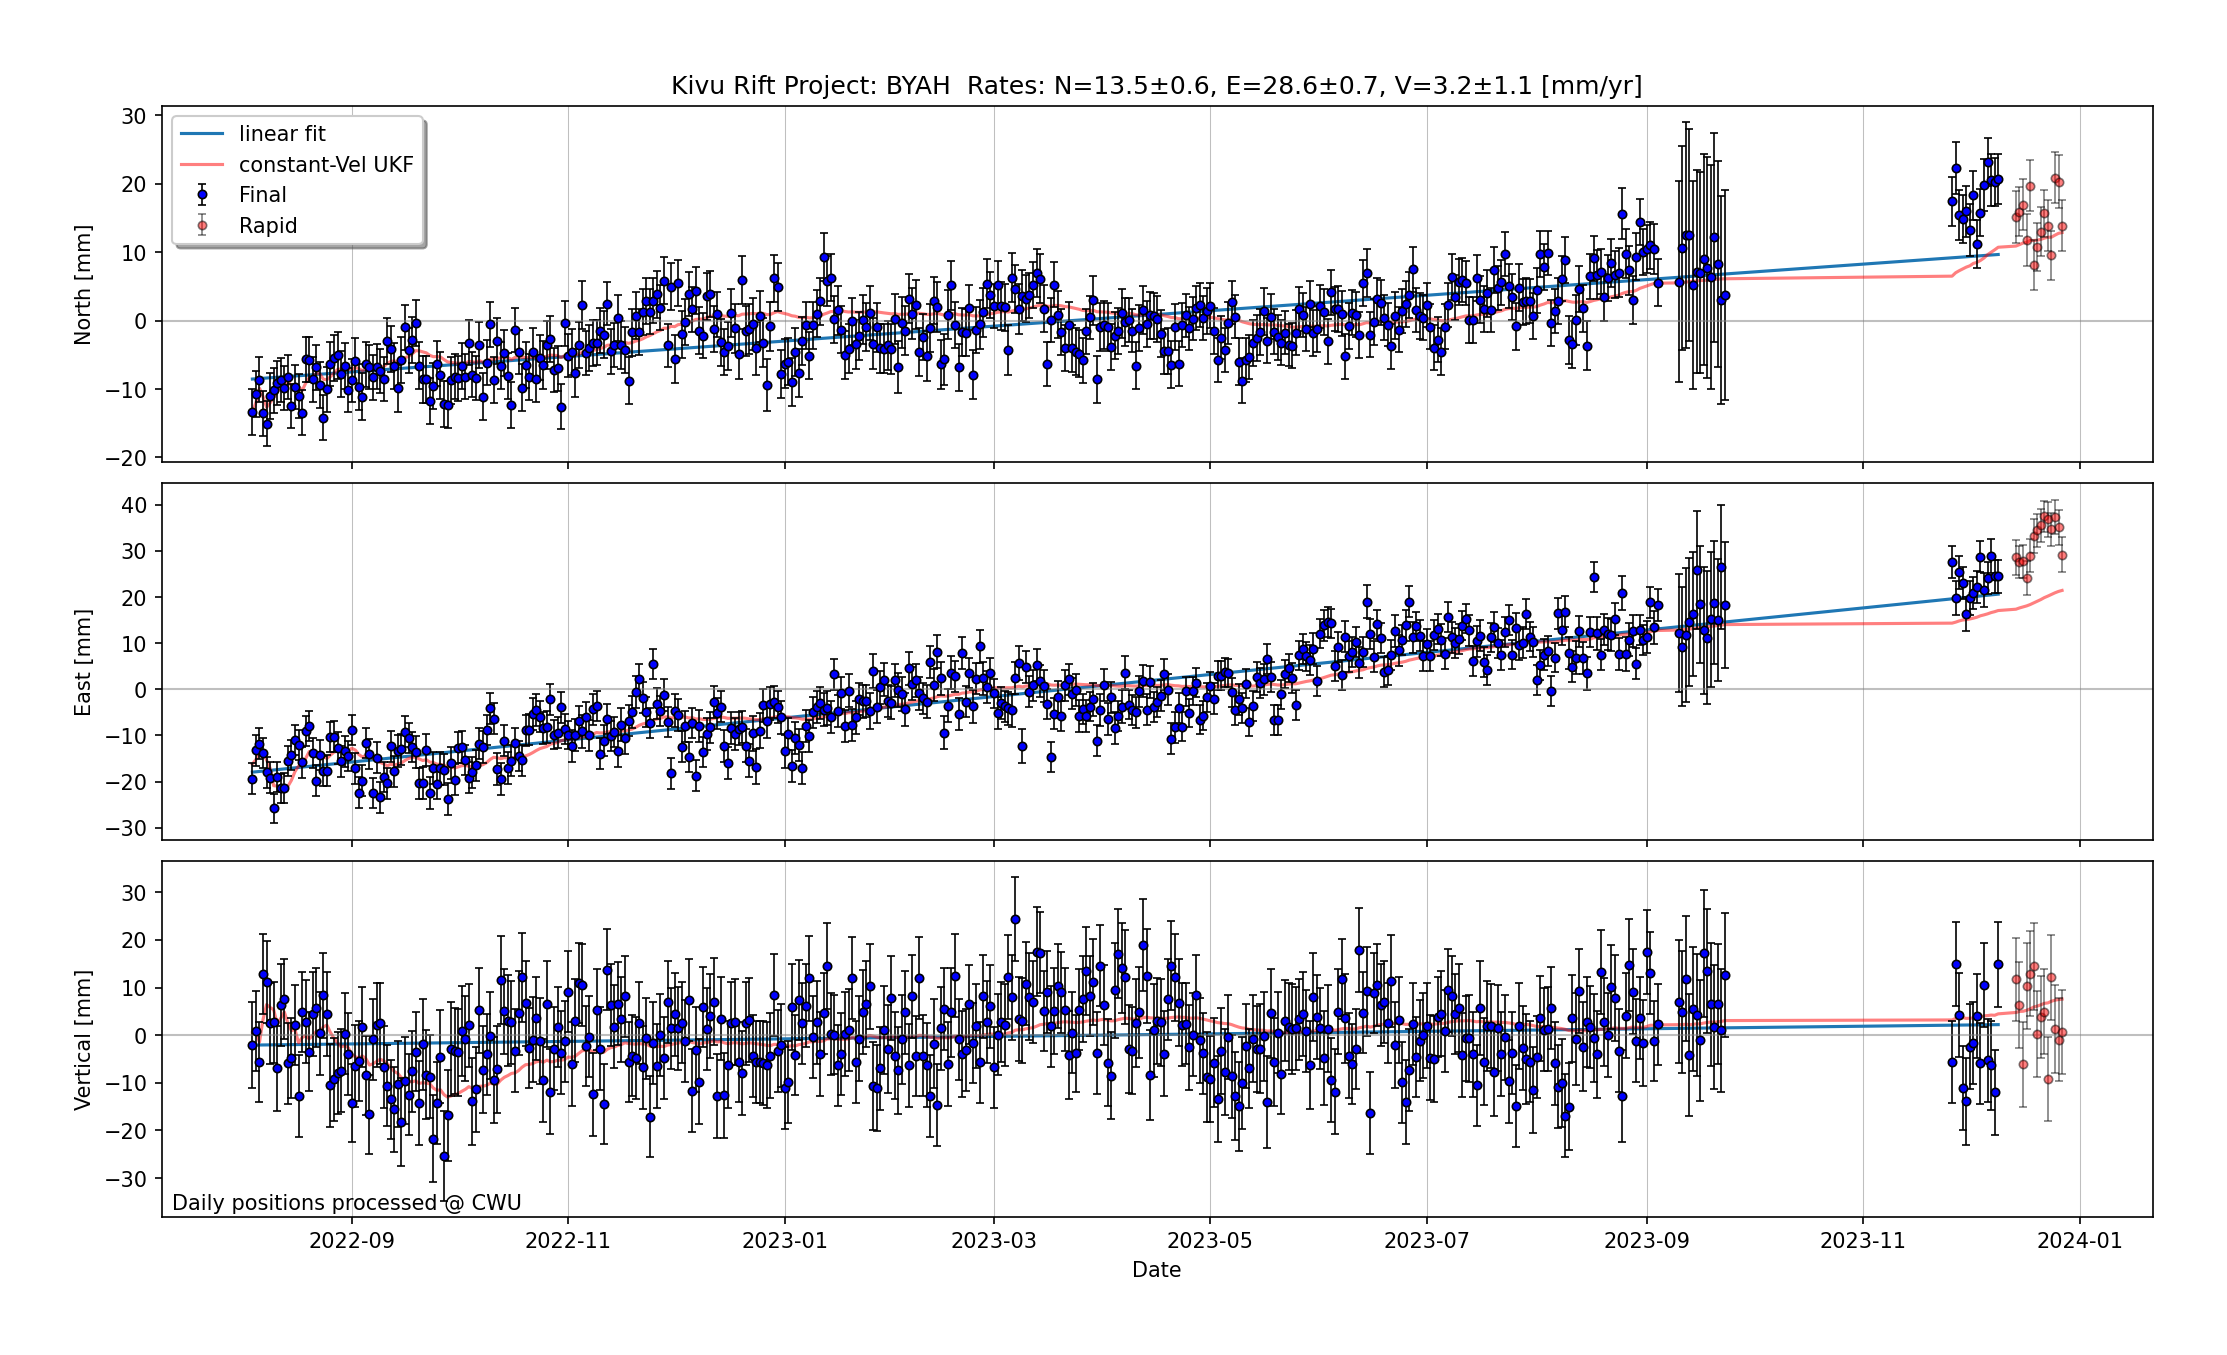 Kivu Rift Project: BYAH  Rates: N=13.5±0.6, E=28.6±0.7, V=3.2±1.1 [mm/yr]
North [mm]
30
20
10
0
−10
−20
linear fit
constant-Vel UKF
Final
Rapid
East [mm]
40
30
20
10
0
−10
−20
−30
Vertical [mm]
30
20
10
0
−10
−20
−30
Daily positions processed @ CWU
2022-09 2022-11 2023-01 2023-03 2023-05 2023-07 2023-09 2023-11 2024-01
Date